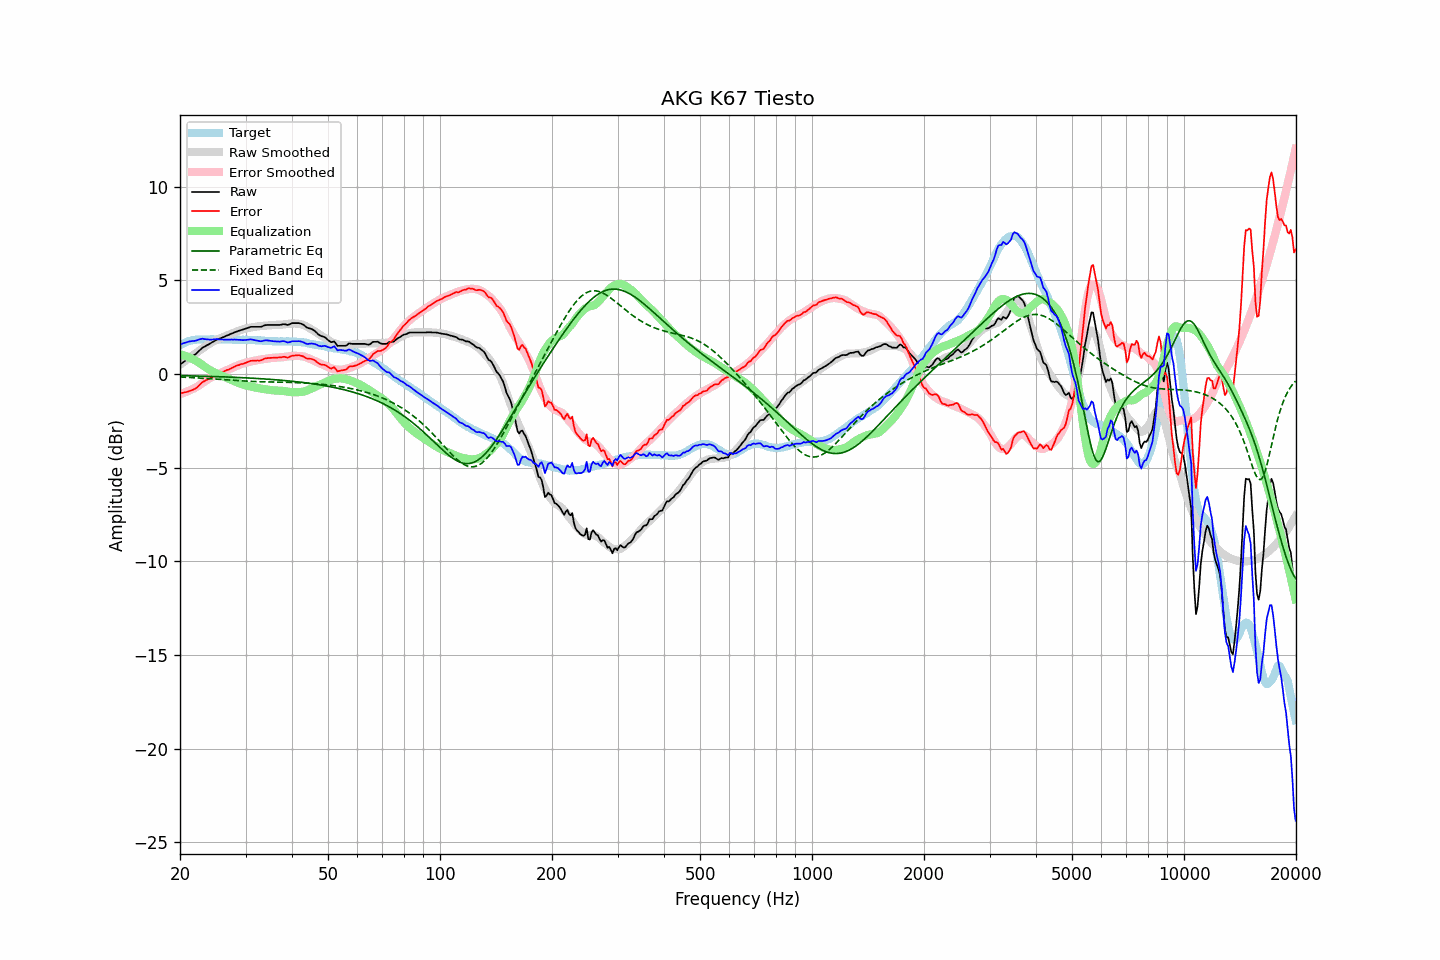 AKG K67 Tiesto
Target
Raw Smoothed
Error Smoothed
Raw
Error
Equalization
Parametric Eq
Fixed Band Eq
Equalized
10
5
0
−5
−10
−15
−20
−25
Amplitude (dBr)
20
50
100
200
500
1000
2000
5000
10000
20000
Frequency (Hz)